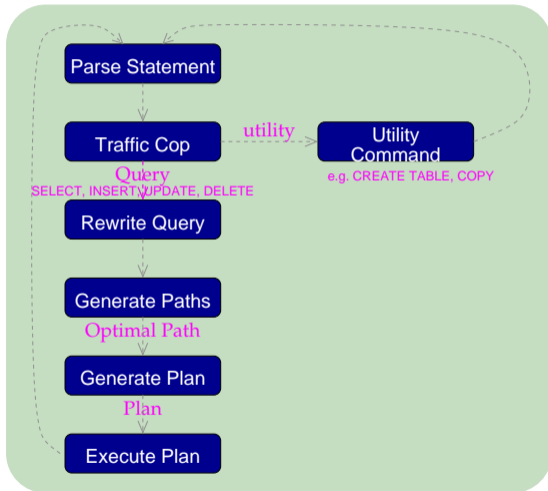 Parse Statement
Traffic Cop
utility
Utility
Command
Query
e.g. CREATE TABLE, COPY
SELECT, INSERT, UPDATE, DELETE
Rewrite Query
Generate Paths
Optimal Path
Generate Plan
Plan
Execute Plan